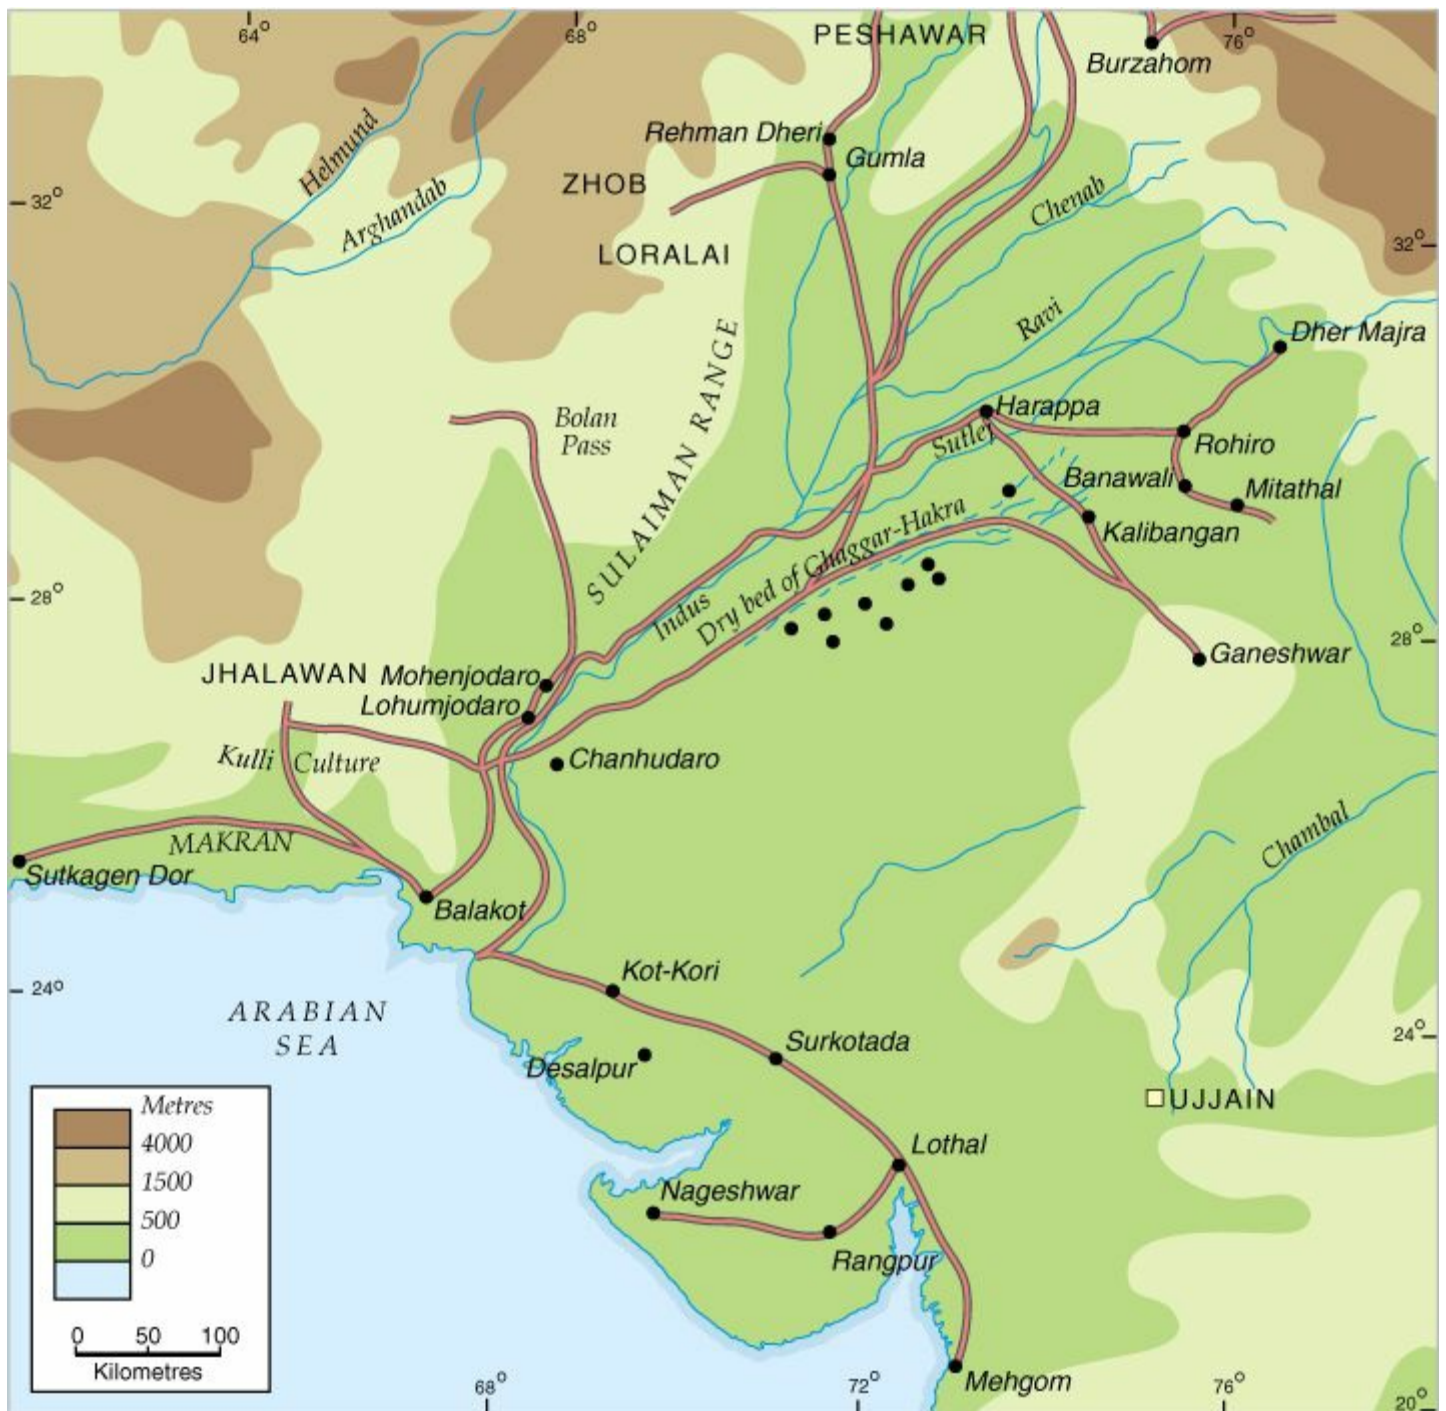 64°
68°
PESHAWAR
76°
Burzahom
Helmund
Rehman Dheri
Gumla
ZHOB
Arghandab
Chenab
32°
LORALAI
32°
Ravi
Dher Majra
SULAIMAN RANGE
Bolan
Pass
Harappa
Sutlej
Rohiro
Banawali
Mitathal
Kalibangan
Dry bed of Ghaggar-Hakra
Indus
28°
28°
Ganeshwar
JHALAWAN
Mohenjodaro
Lohumjodaro
Kulli Culture
Chanhudaro
MAKRAN
Chambal
Sutkagen Dor
Balakot
Kot-Kori
24°
ARABIAN
SEA
24°
Surkotada
Desalpur
UJJAIN
Lothal
Nageshwar
Rangpur
Mehgom
Metres
4000
1500
500
0
0 50 100
Kilometres
68°
72°
76°
20°